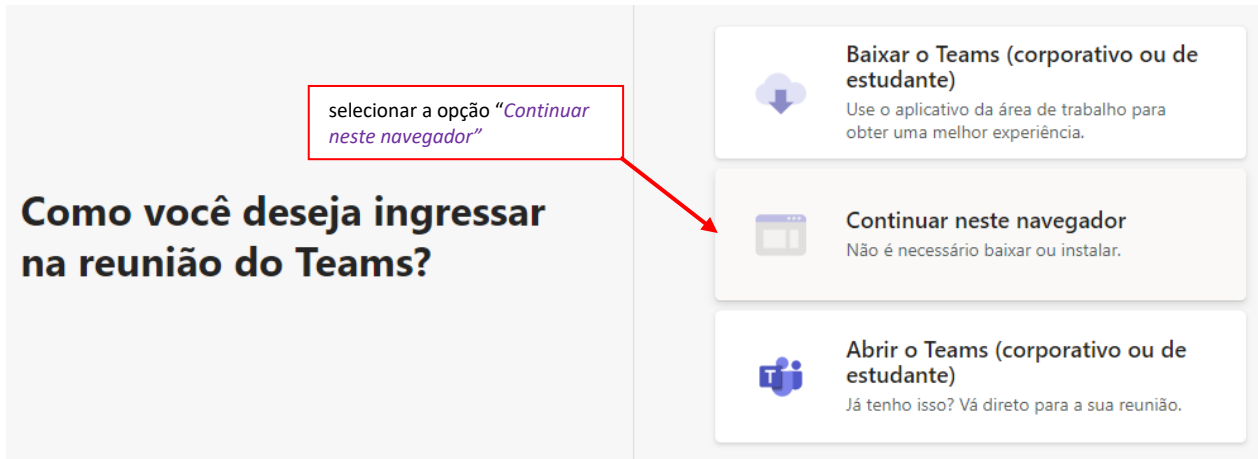 selecionar a opção “Continuar
neste navegador”
Como você deseja ingressar
na reunião do Teams?
Baixar o Teams (corporativo ou de
estudante)
Use o aplicativo da área de trabalho para
obter uma melhor experiência.
Continuar neste navegador
Não é necessário baixar ou instalar.
Abrir o Teams (corporativo ou de
estudante)
Já tenho isso? Vá direto para a sua reunião.